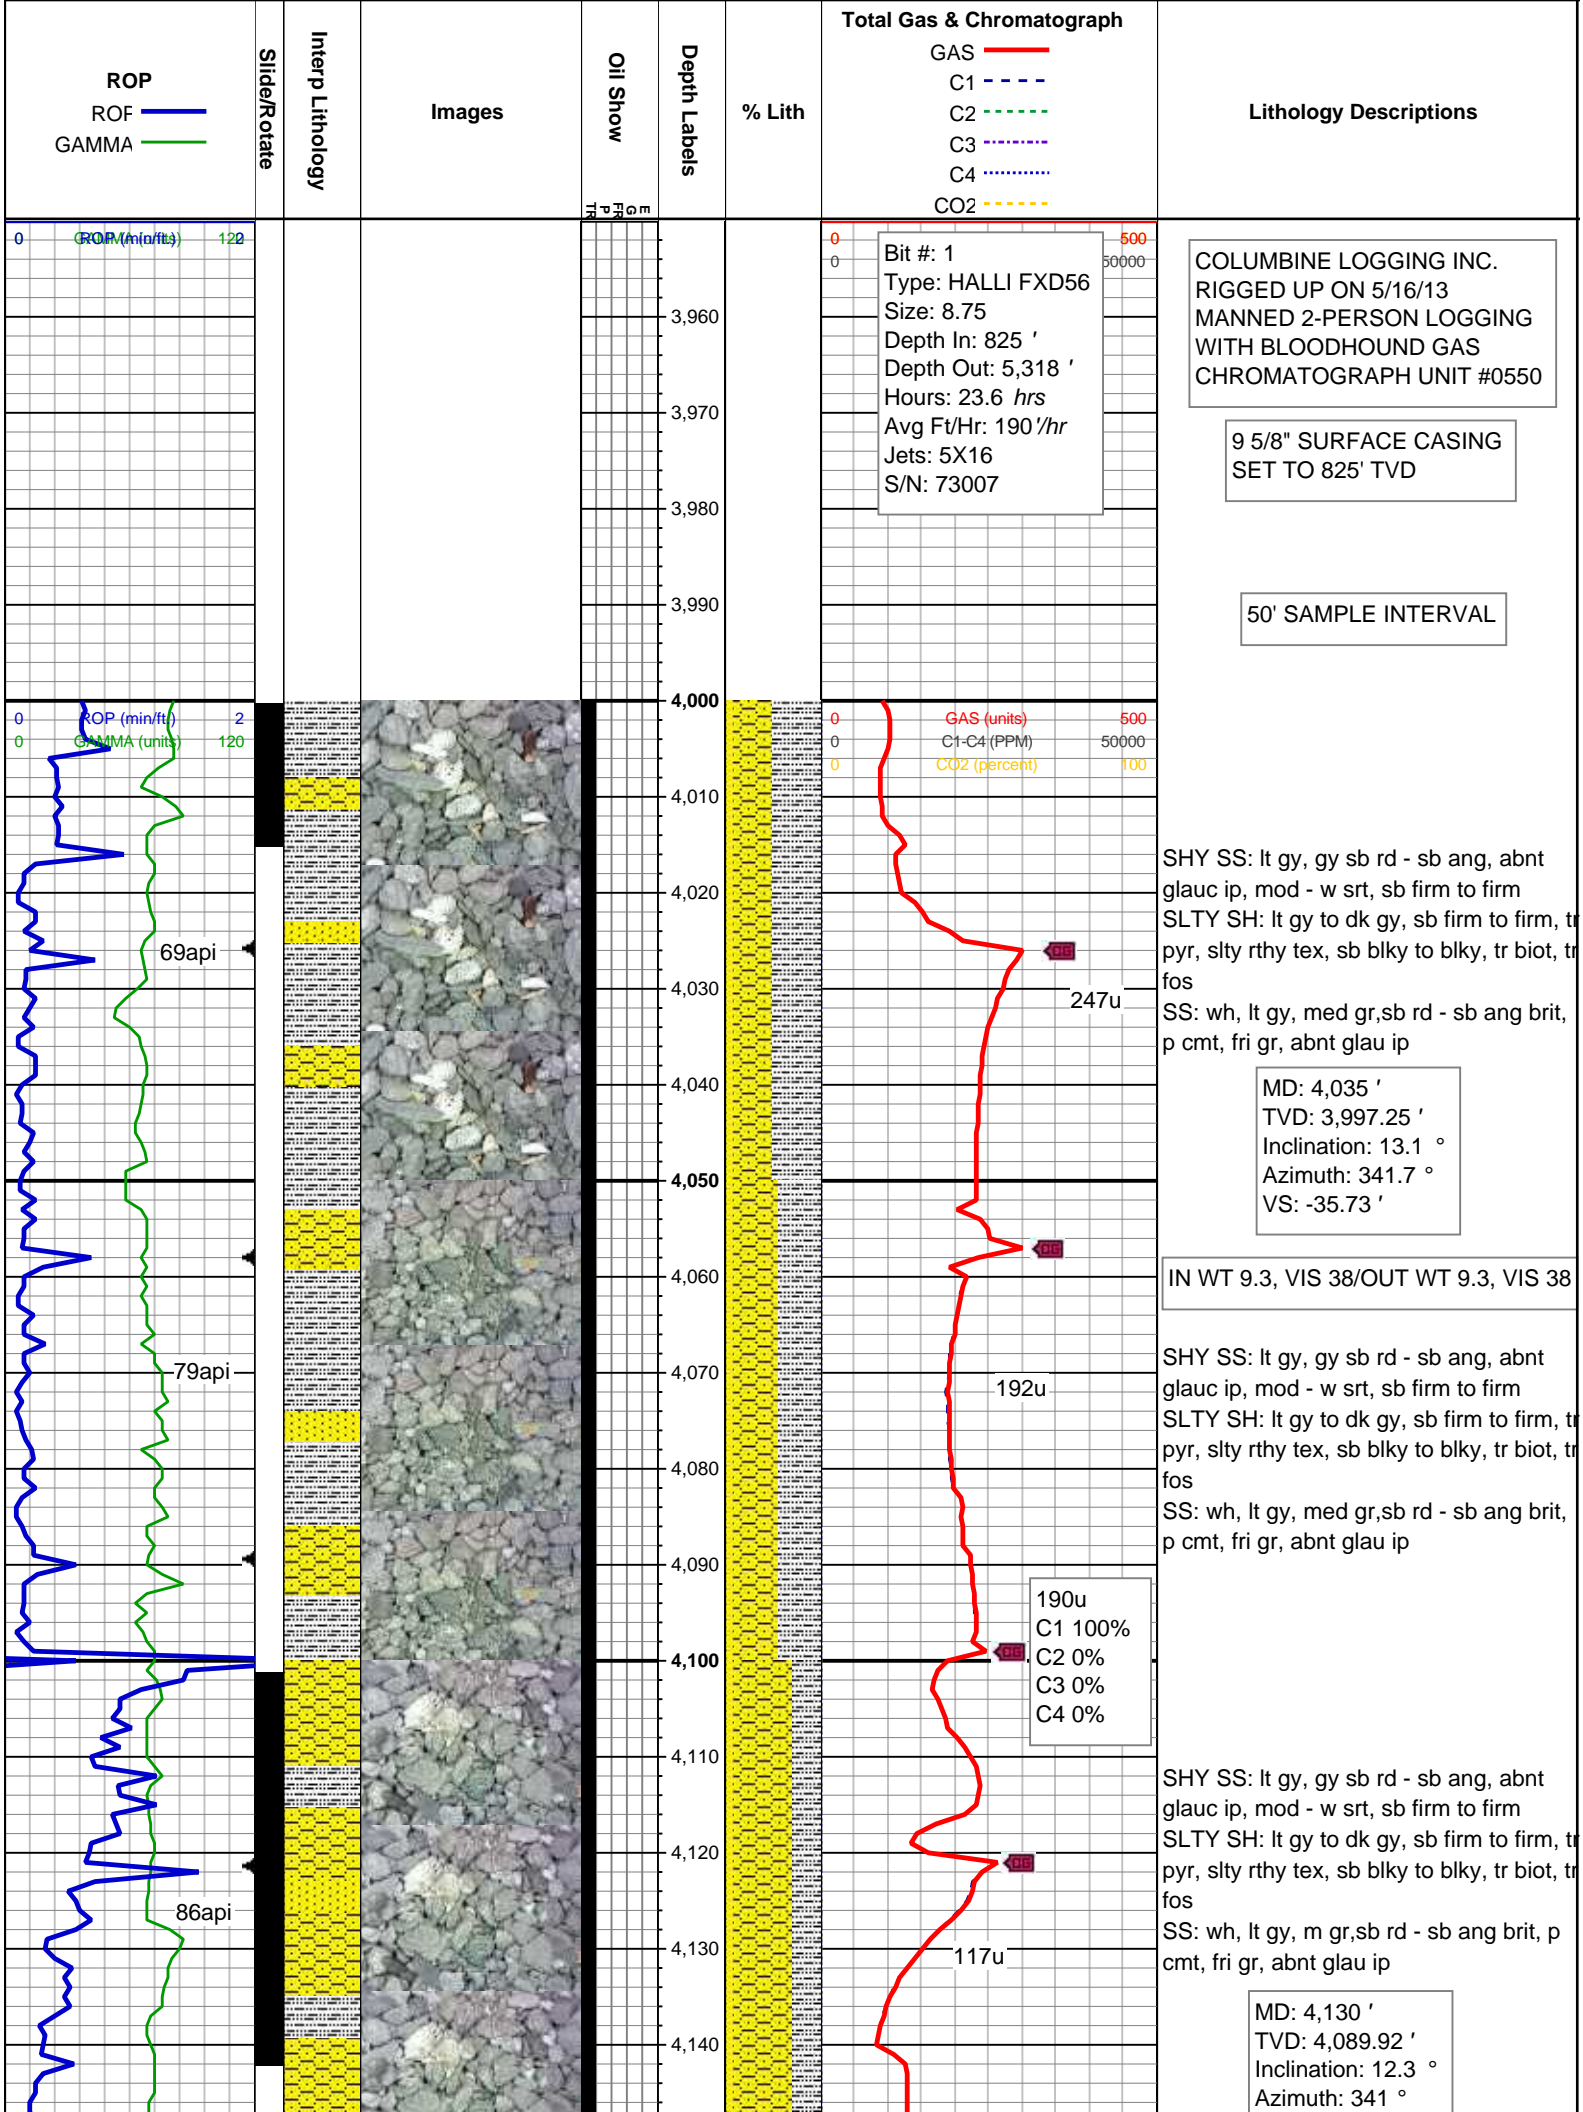 ROP
ROP
GAMMA
Slide/Rotate
Interp Lithology
Images
Oil Show
TR P FR G E
Depth Labels
% Lith
Total Gas & Chromatograph
GAS
C1
C2
C3
C4
CO2
Lithology Descriptions
0 ROP (min/ft.) 2
GAMMA (units) 120
0 500
0 50000
Bit #: 1
Type: HALLI FXD56
Size: 8.75
Depth In: 825 '
Depth Out: 5,318 '
Hours: 23.6 hrs
Avg Ft/Hr: 190'/hr
Jets: 5X16
S/N: 73007
COLUMBINE LOGGING INC.
RIGGED UP ON 5/16/13
MANNED 2-PERSON LOGGING
WITH BLOODHOUND GAS
CHROMATOGRAPH UNIT #0550
9 5/8" SURFACE CASING
SET TO 825' TVD
50' SAMPLE INTERVAL
3,960
3,970
3,980
3,990
4,000
0 ROP (min/ft.) 2
0 GAMMA (units) 120
0 GAS (units) 500
0 C1-C4 (PPM) 50000
0 CO2 (percent) 100
4,010
4,020
SHY SS: lt gy, gy sb rd - sb ang, abnt
glauc ip, mod - w srt, sb firm to firm
SLTY SH: lt gy to dk gy, sb firm to firm, tr
pyr, slty rthy tex, sb blky to blky, tr biot, tr
fos
SS: wh, lt gy, med gr,sb rd - sb ang brit,
p cmt, fri gr, abnt glau ip
69api
CG
247u
4,030
4,040
MD: 4,035 '
TVD: 3,997.25 '
Inclination: 13.1 °
Azimuth: 341.7 °
VS: -35.73 '
4,050
CG
4,060
IN WT 9.3, VIS 38/OUT WT 9.3, VIS 38
79api
4,070
192u
SHY SS: lt gy, gy sb rd - sb ang, abnt
glauc ip, mod - w srt, sb firm to firm
SLTY SH: lt gy to dk gy, sb firm to firm, tr
pyr, slty rthy tex, sb blky to blky, tr biot, tr
fos
SS: wh, lt gy, med gr,sb rd - sb ang brit,
p cmt, fri gr, abnt glau ip
4,080
4,090
190u
C1 100%
C2 0%
C3 0%
C4 0%
CG
4,100
4,110
4,120
CG
SHY SS: lt gy, gy sb rd - sb ang, abnt
glauc ip, mod - w srt, sb firm to firm
SLTY SH: lt gy to dk gy, sb firm to firm, tr
pyr, slty rthy tex, sb blky to blky, tr biot, tr
fos
SS: wh, lt gy, m gr,sb rd - sb ang brit, p
cmt, fri gr, abnt glau ip
86api
4,130
117u
4,140
MD: 4,130 '
TVD: 4,089.92 '
Inclination: 12.3 °
Azimuth: 341 °